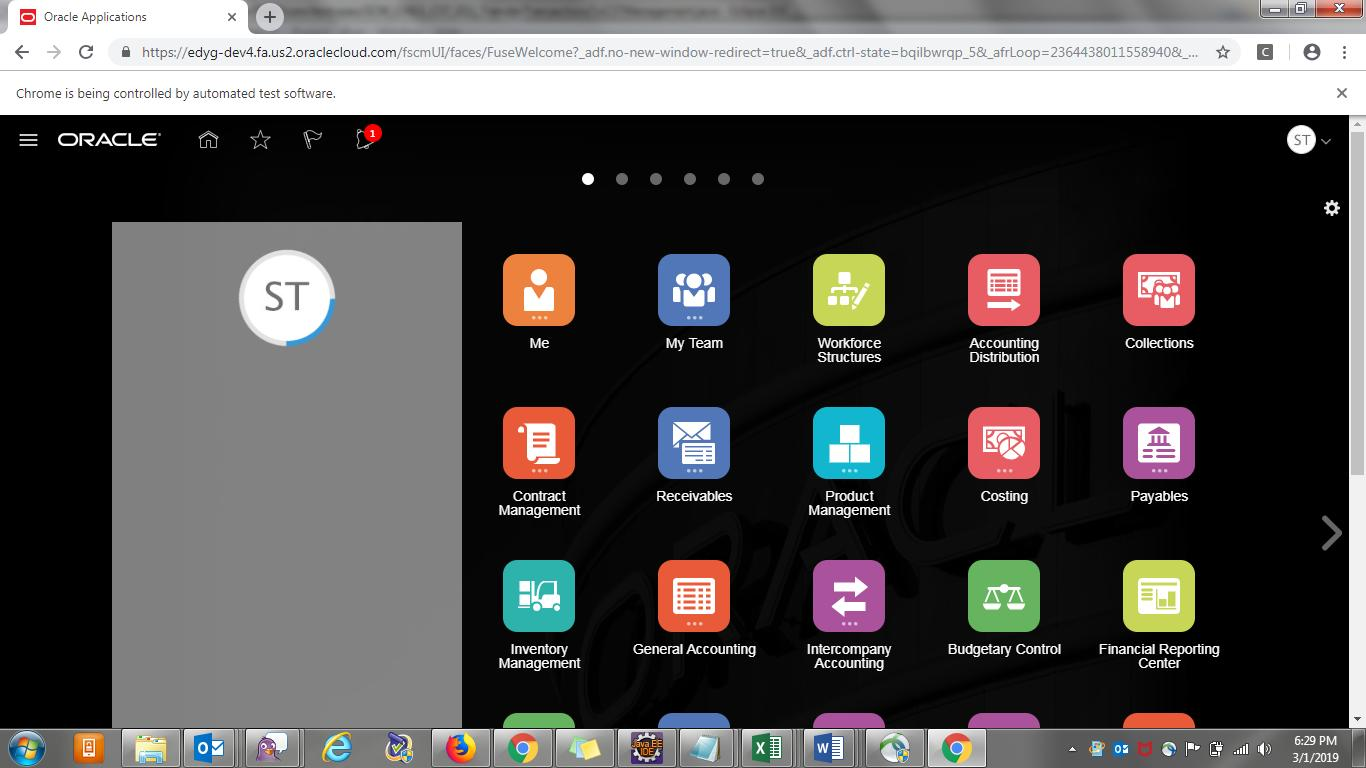 Oracle Applications
https://edyg-dev4.fa.us2.oraclecloud.com/fscmUI/faces/FuseWelcome?_adf.no-new-window-redirect=true&_adf.ctrl-state=bqilbwrqp_5&_afrLoop=2364438011558940&_...
C
Chrome is being controlled by automated test software.
ORACLE
1
ST
ST
Me
My Team
Workforce
Structures
Accounting
Distribution
Collections
Contract
Management
Receivables
Product
Management
Costing
Payables
Inventory
Management
General Accounting
Intercompany
Accounting
Budgetary Control
Financial Reporting
Center
Java EE
IDE
6:29 PM
3/1/2019